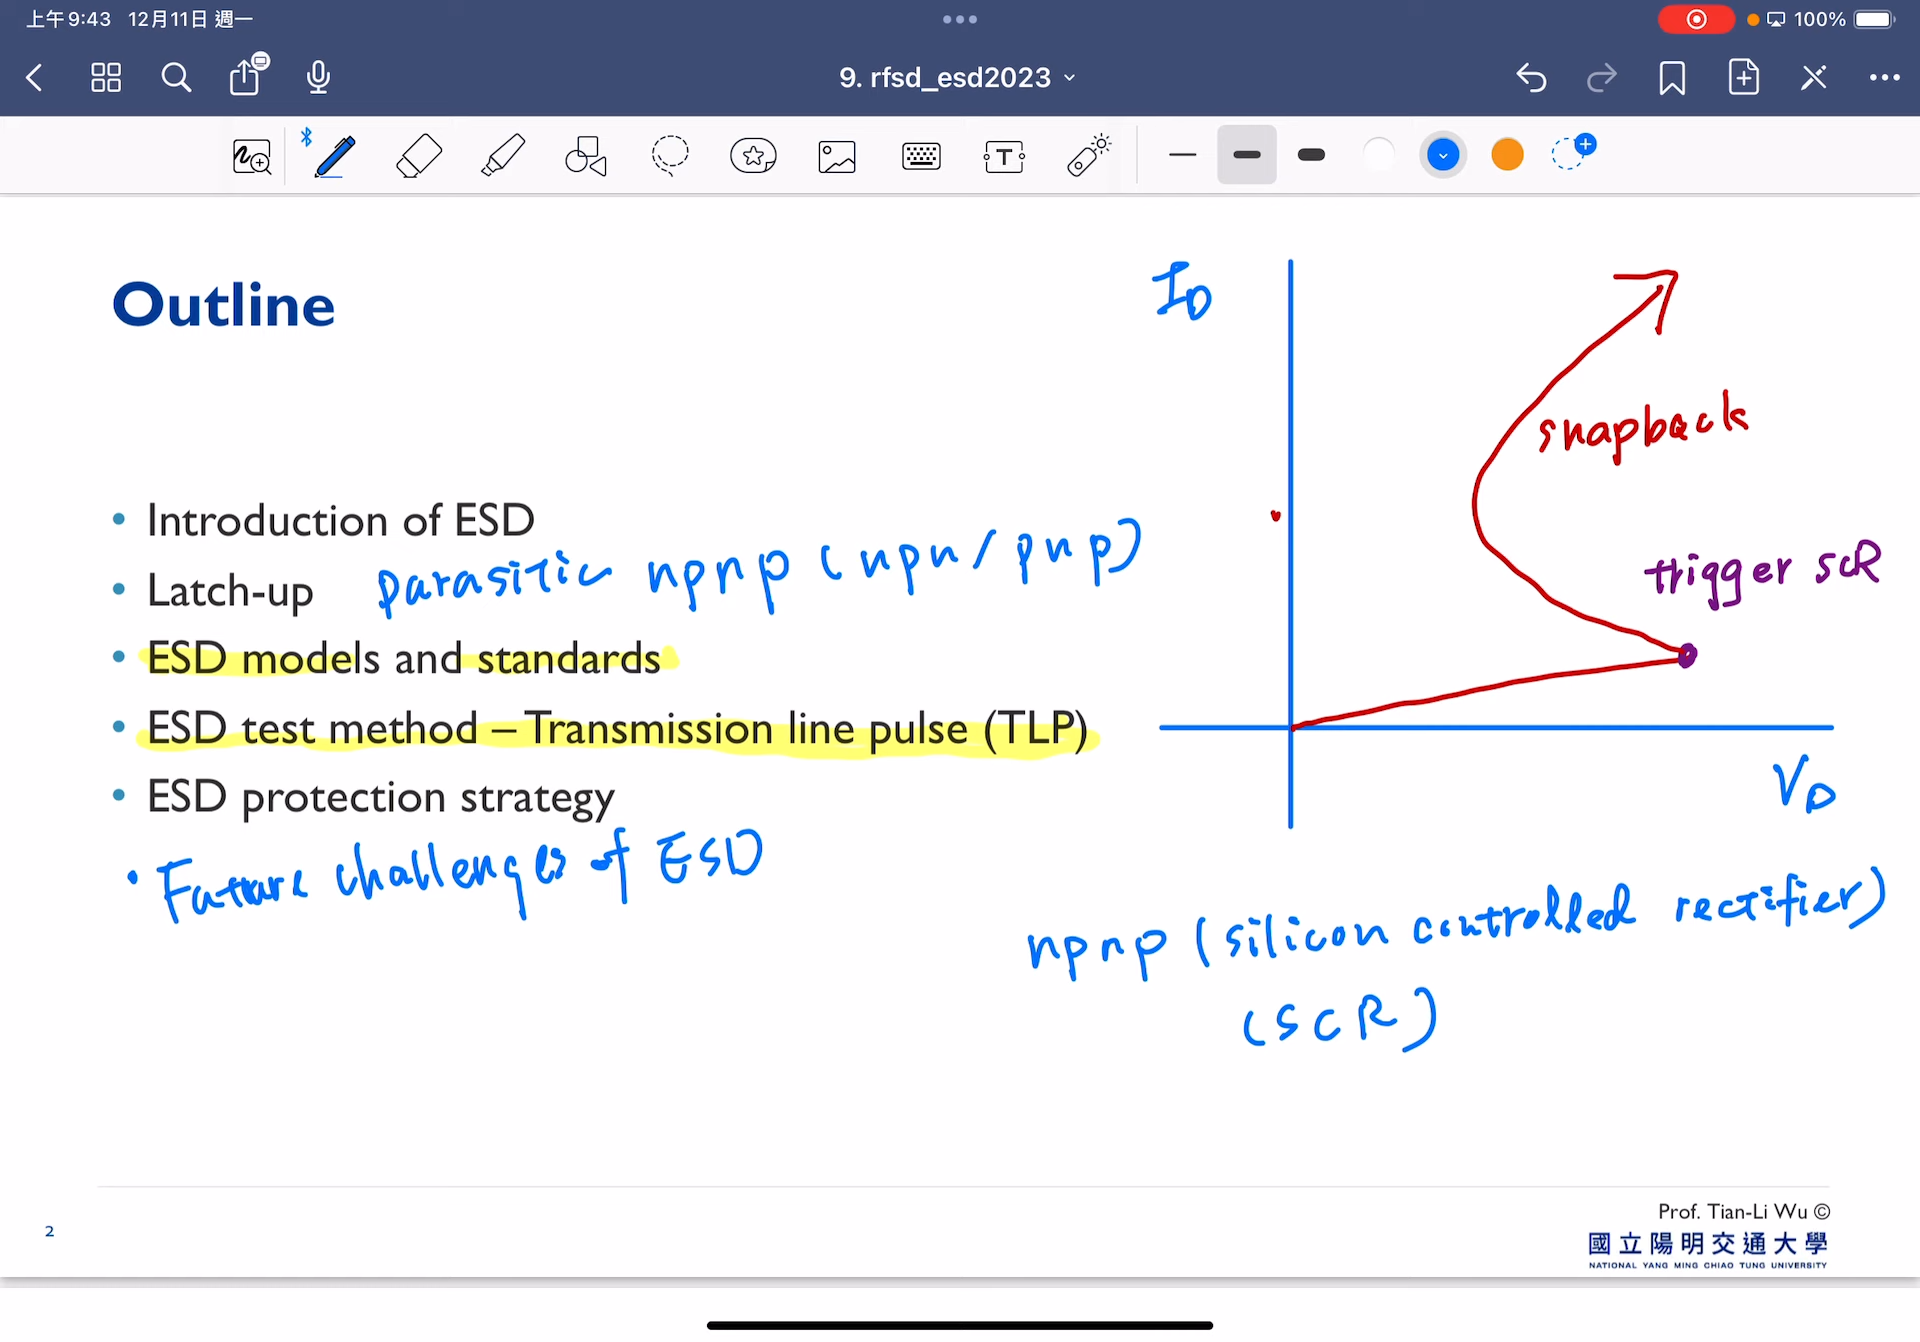 上午9:43 12月11日 週一
100%
9. rfsd_esd2023
Outline
• Introduction of ESD
• Latch-up parasitic npnp (npn/pnp)
• ESD models and standards
• ESD test method – Transmission line pulse (TLP)
• ESD protection strategy
• Future challenges of ESD
ID
snapback
trigger SCR
VD
npnp (silicon controlled rectifier)
(SCR)
2
Prof. Tian-Li Wu ©
國立陽明交通大學
NATIONAL YANG MING CHIAO TUNG UNIVERSITY